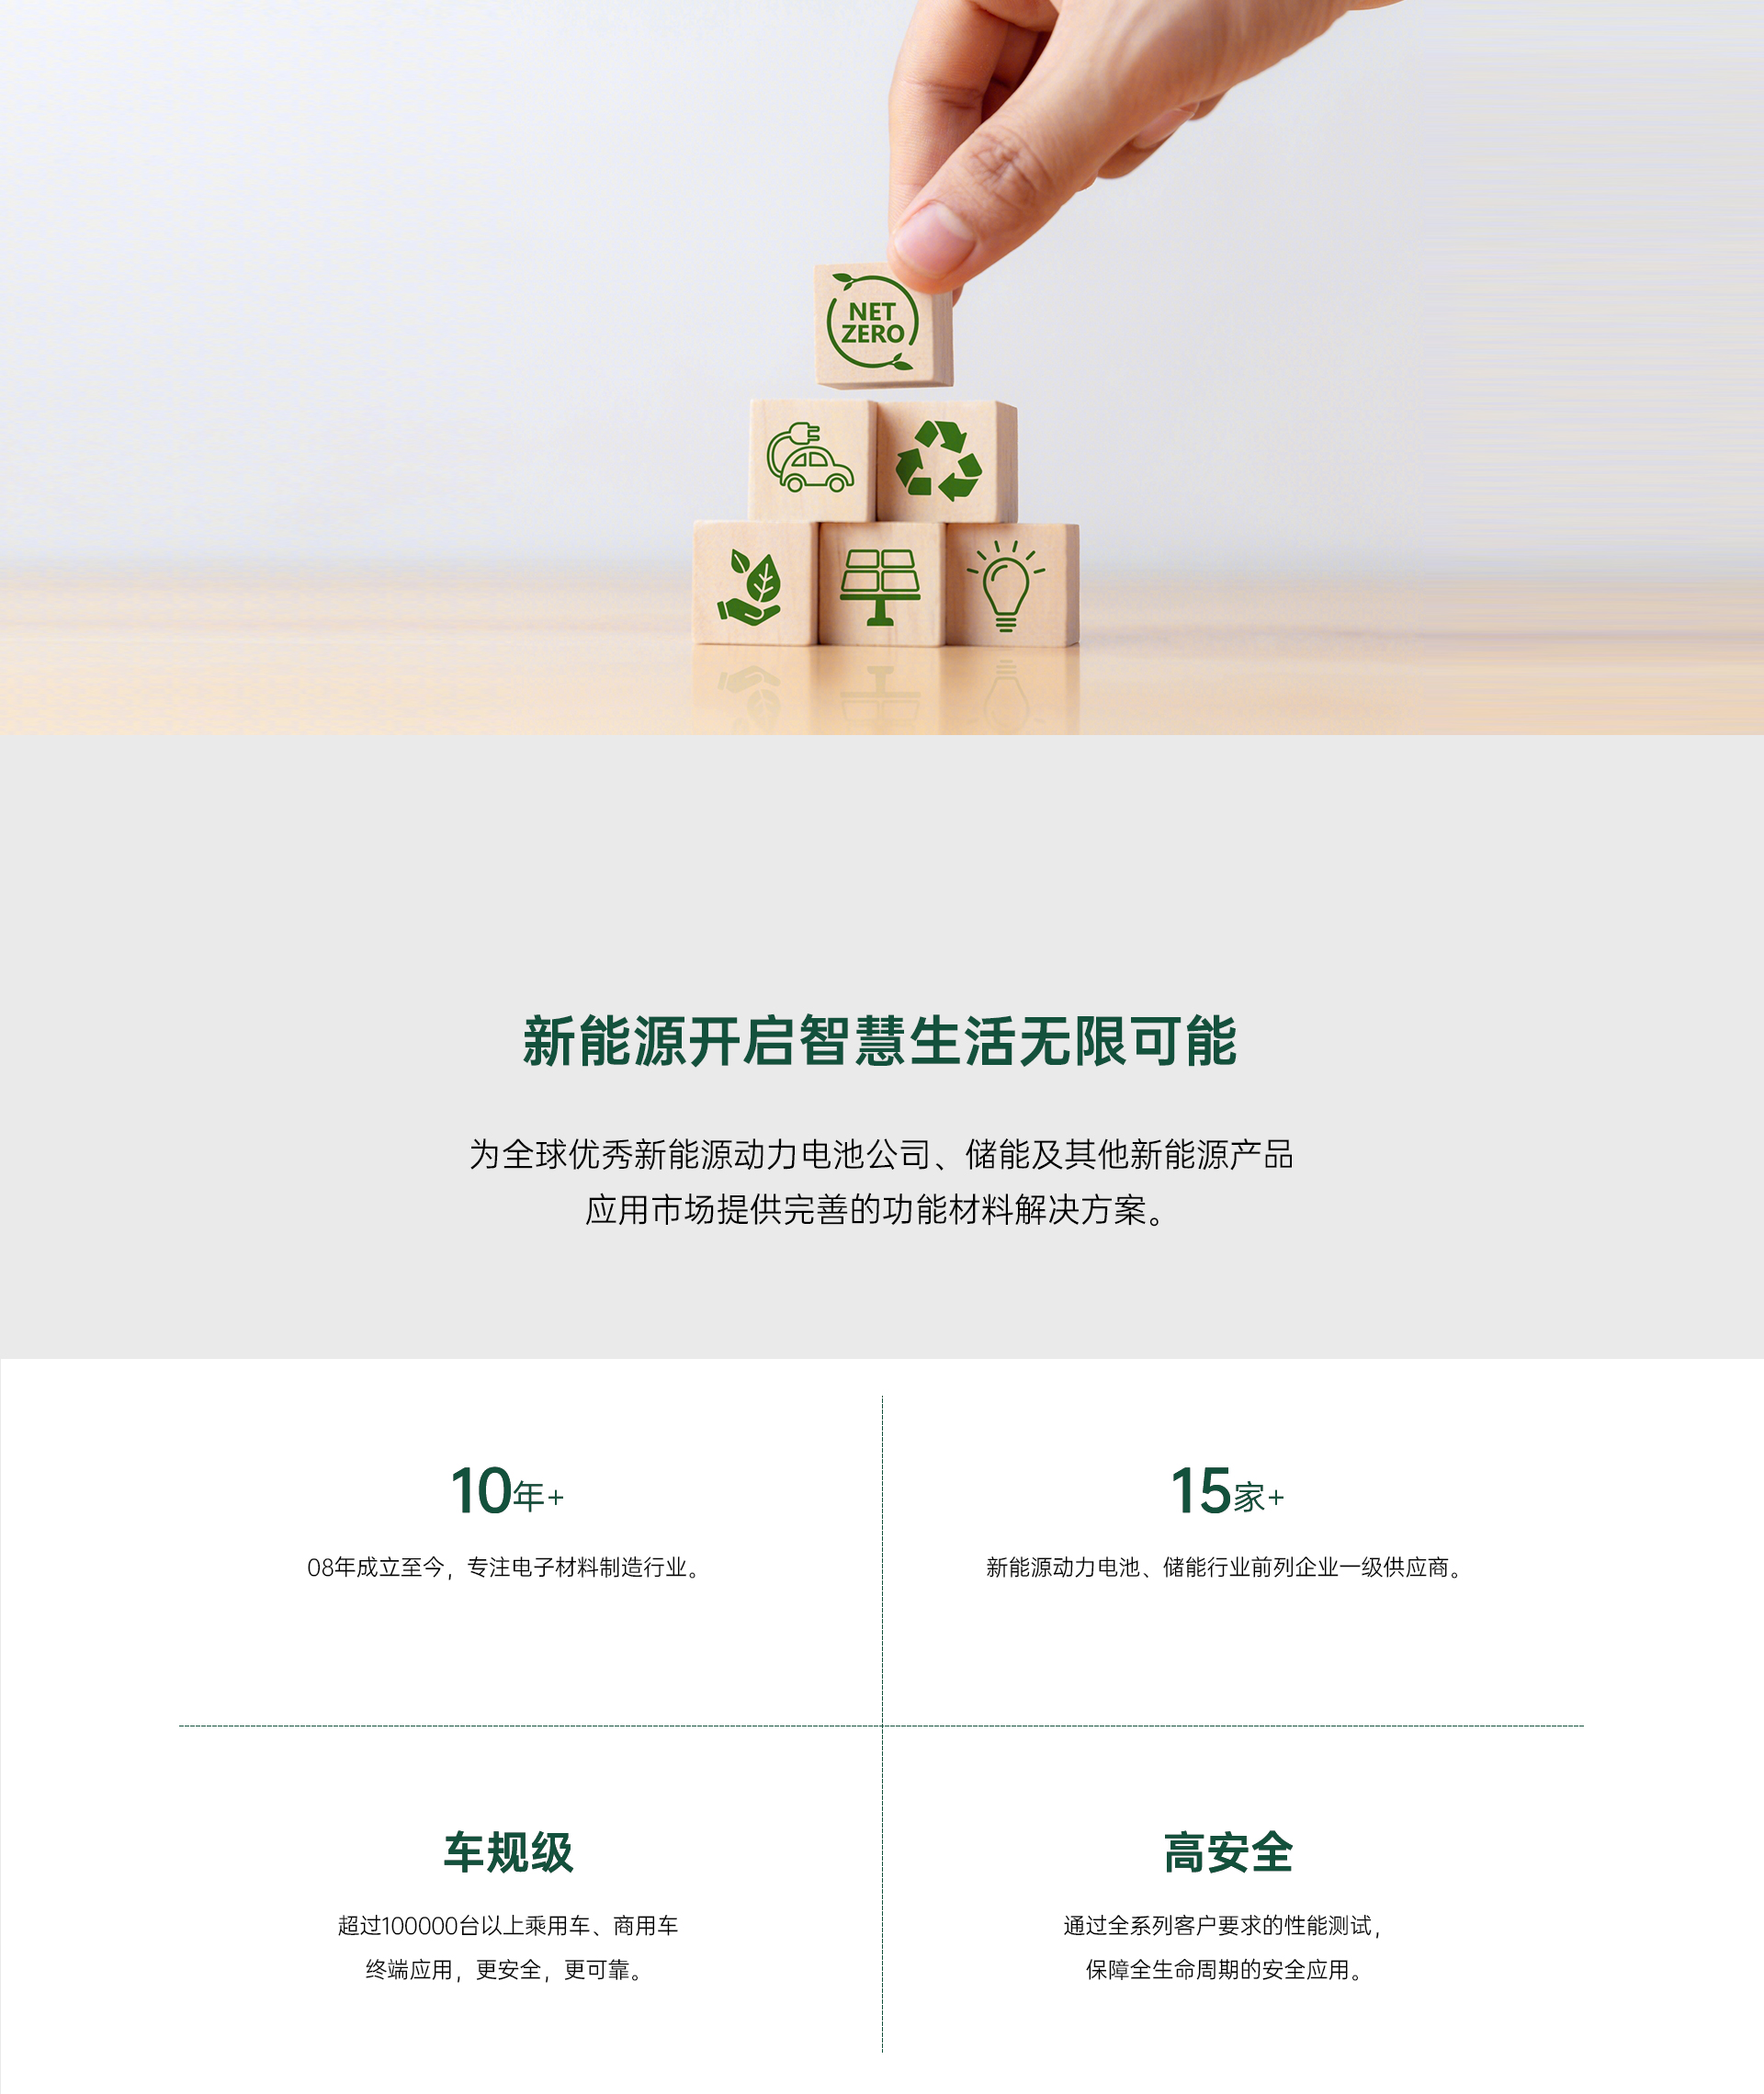 NET
ZERO
新能源开启智慧生活无限可能
为全球优秀新能源动力电池公司、储能及其他新能源产品
应用市场提供完善的功能材料解决方案。
10年+
08年成立至今，专注电子材料制造行业。
15家+
新能源动力电池、储能行业前列企业一级供应商。
车规级
超过100000台以上乘用车、商用车
终端应用，更安全，更可靠。
高安全
通过全系列客户要求的性能测试，
保障全生命周期的安全应用。